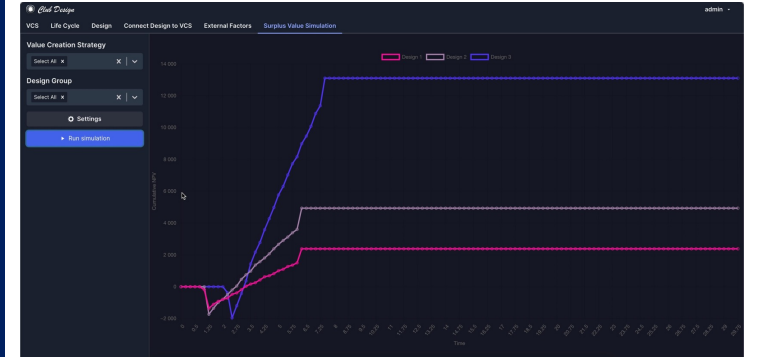 Club Design
admin
VCS Life Cycle Design Connect Design to VCS External Factors Surplus Value Simulation
Value Creation Strategy
Select All × X
Design Group
Select All × X
Settings
Run simulation
Design 1 Design 2 Design 3
14 000
12 000
10 000
8 000
6 000
4 000
2 000
0
-2 000
Cumulative NPV
Time